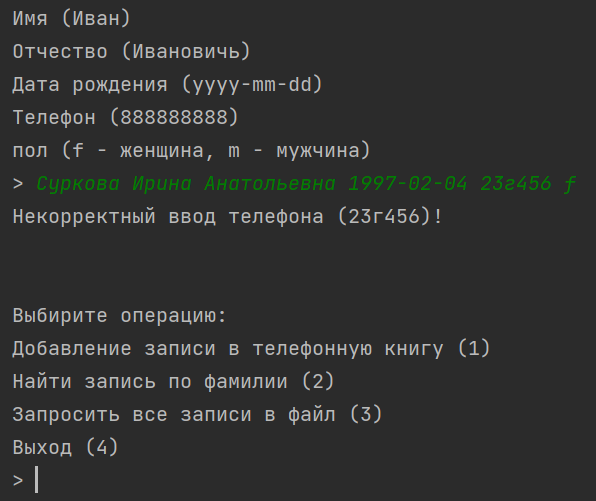 Имя (Иван)
Отчество (Ивановичь)
Дата рождения (yyyy-mm-dd)
Телефон (888888888)
пол (f - женщина, m - мужчина)
> Суркова Ирина Анатольевна 1997-02-04 23г456 f
Некорректный ввод телефона (23г456)!
Выбирите операцию:
Добавление записи в телефонную книгу (1)
Найти запись по фамилии (2)
Запросить все записи в файл (3)
Выход (4)
>